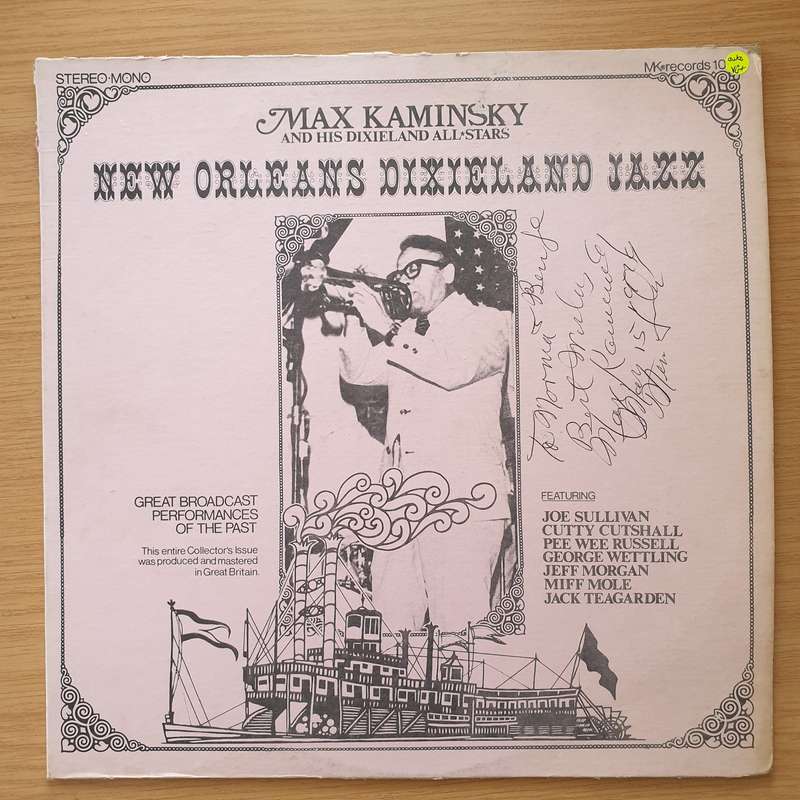 STEREO·MONO
MK records 10
MAX KAMINSKY
AND HIS DIXIELAND ALL★STARS
NEW ORLEANS DIXIELAND JAZZ
To Norma &
Best
Max Kaminsky
May 15
GREAT BROADCAST
PERFORMANCES
OF THE PAST
This entire Collector's Issue
was produced and mastered
in Great Britain.
FEATURING
JOE SULLIVAN
CUTTY CUTSHALL
PEE WEE RUSSELL
GEORGE WETTLING
JEFF MORGAN
MIFF MOLE
JACK TEAGARDEN